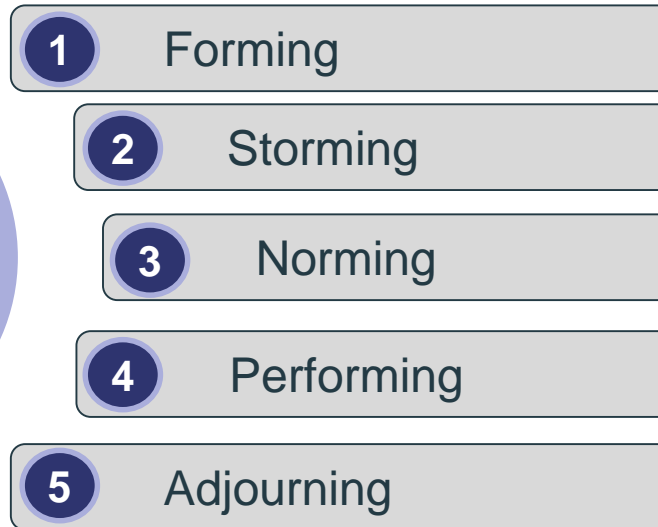 1 Forming
2 Storming
3 Norming
4 Performing
5 Adjourning